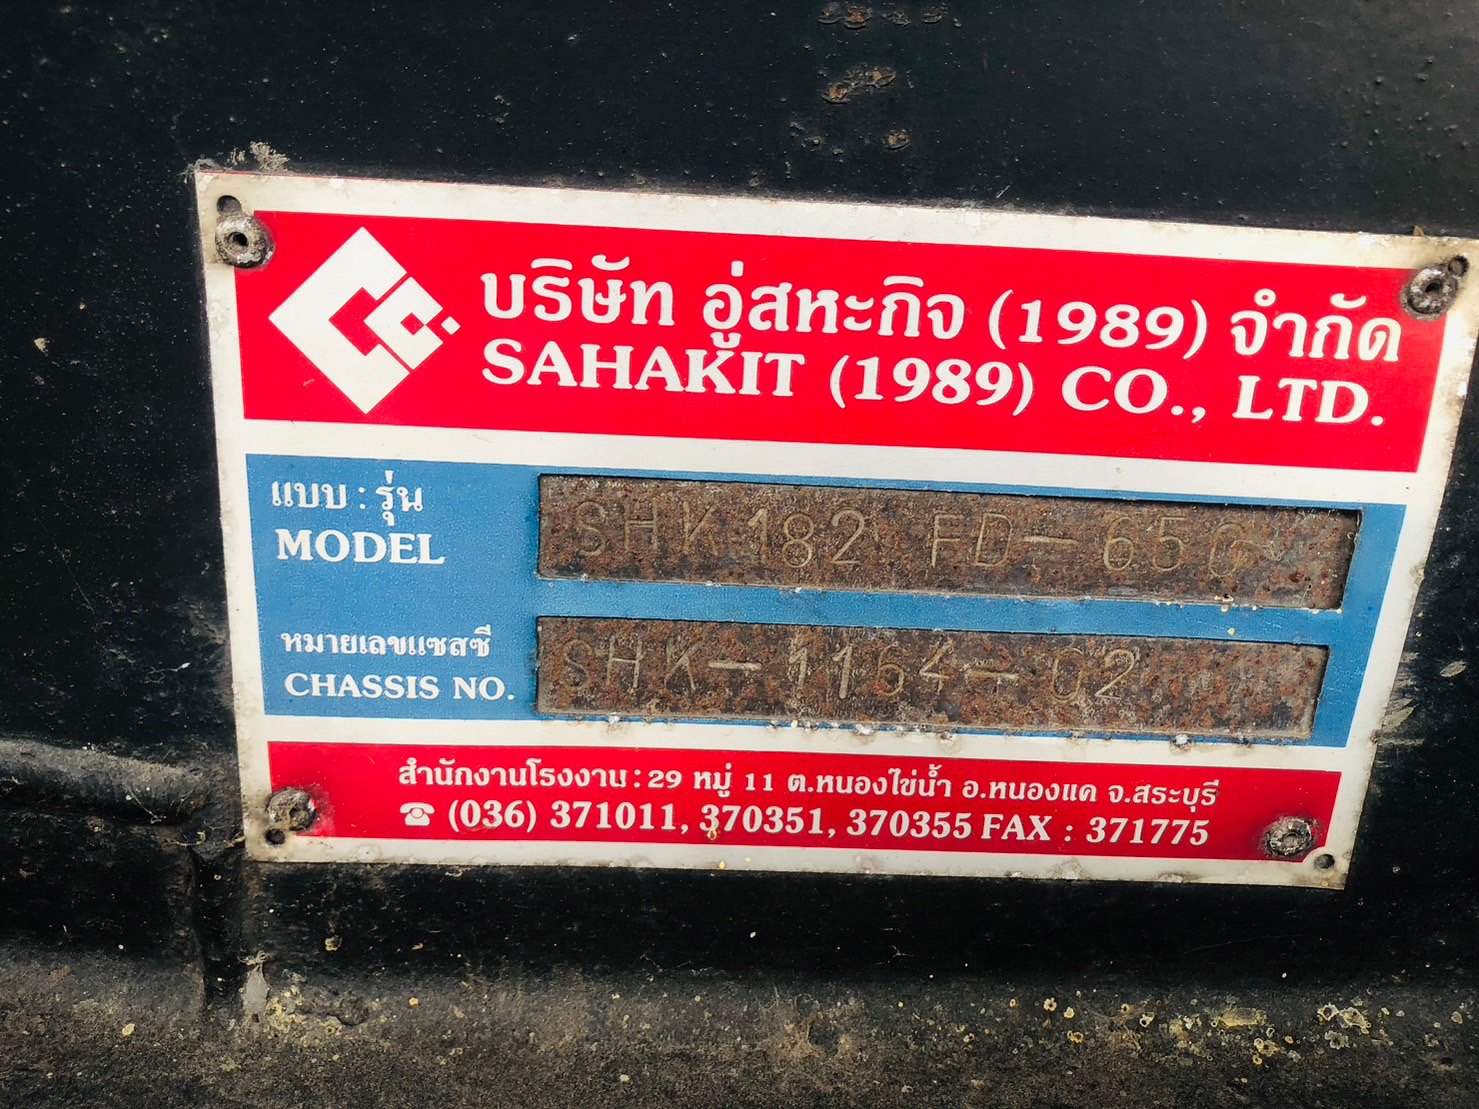 บริษัท อู่สหะกิจ (1989) จำกัด
SAHAKIT (1989) CO., LTD.
แบบ : รุ่น
MODEL
SHK 182 FD-650
หมายเลขแซสซี
CHASSIS NO.
SHK-1164-02
สำนักงานโรงงาน : 29 หมู่ 11 ต.หนองไข่น้ำ อ.หนองแค จ.สระบุรี
☎ (036) 371011, 370351, 370355 FAX : 371775